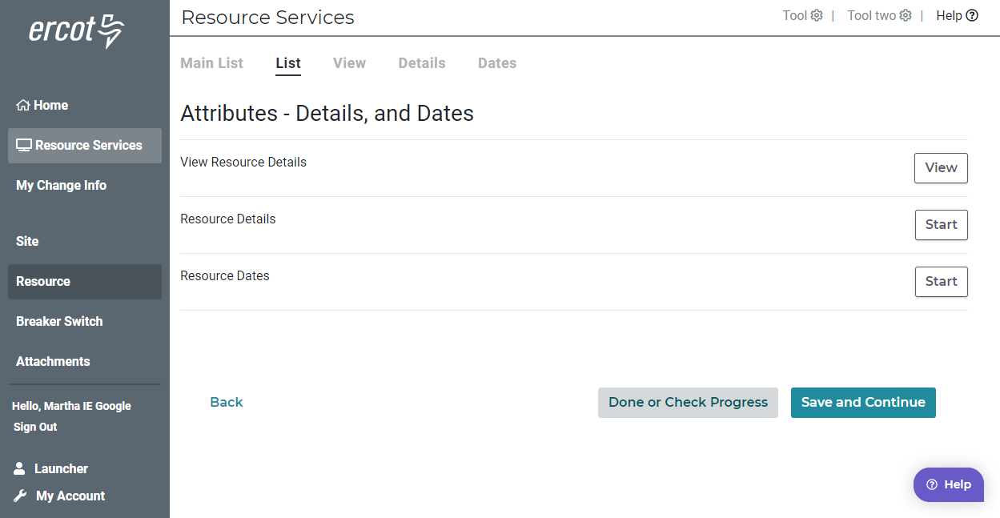 ercot
Resource Services
Tool | Tool two | Help
Home
Resource Services
My Change Info
Site
Resource
Breaker Switch
Attachments
Hello, Martha IE Google
Sign Out
Launcher
My Account
Main List List View Details Dates
Attributes - Details, and Dates
View Resource Details View
Resource Details Start
Resource Dates Start
Back Done or Check Progress Save and Continue
Help